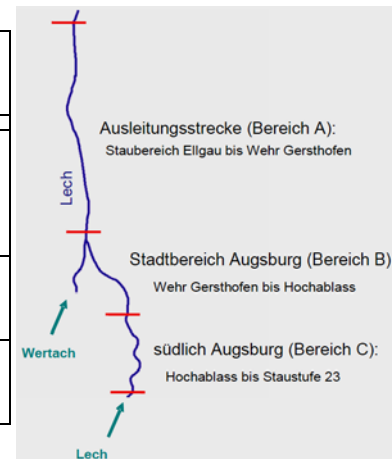 Ausleitungsstrecke (Bereich A):
Staubereich Ellgau bis Wehr Gersthofen
Lech
Stadtbereich Augsburg (Bereich B)
Wehr Gersthofen bis Hochablass
Wertach
südlich Augsburg (Bereich C):
Hochablass bis Staustufe 23
Lech